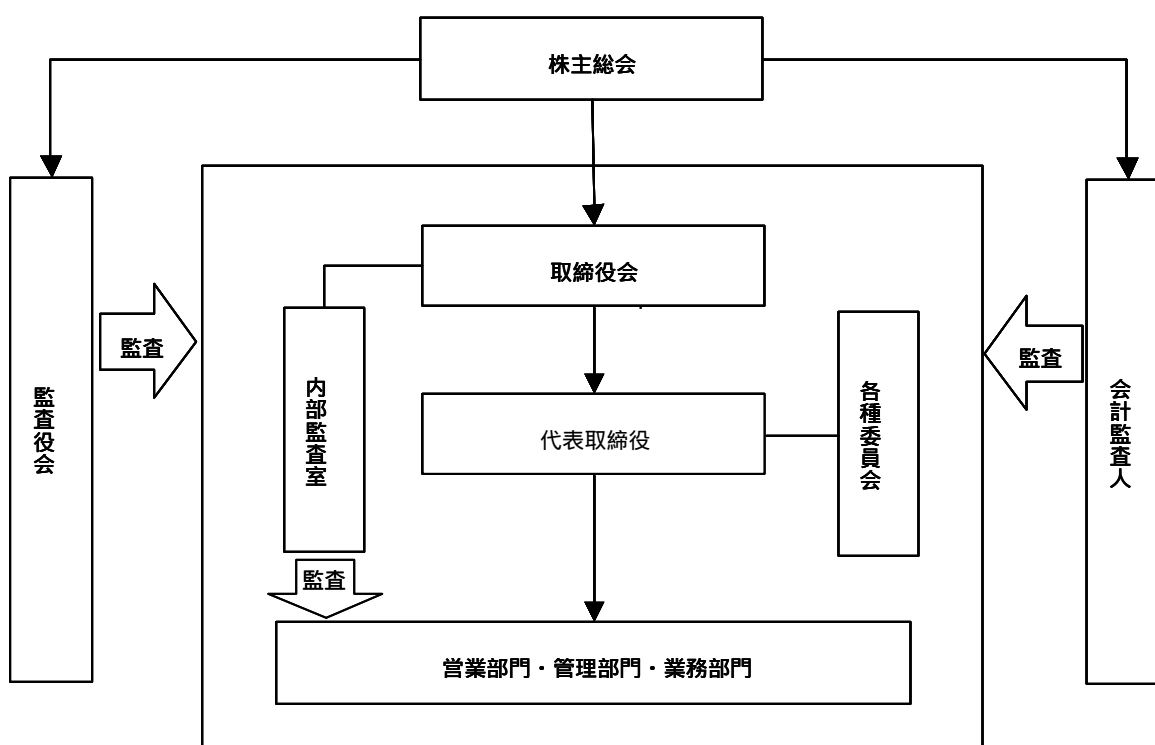 株主総会
取締役会
監査
監査
監査役会
内部監査室
各種委員会
会計監査人
代表取締役
監査
営業部門・管理部門・業務部門